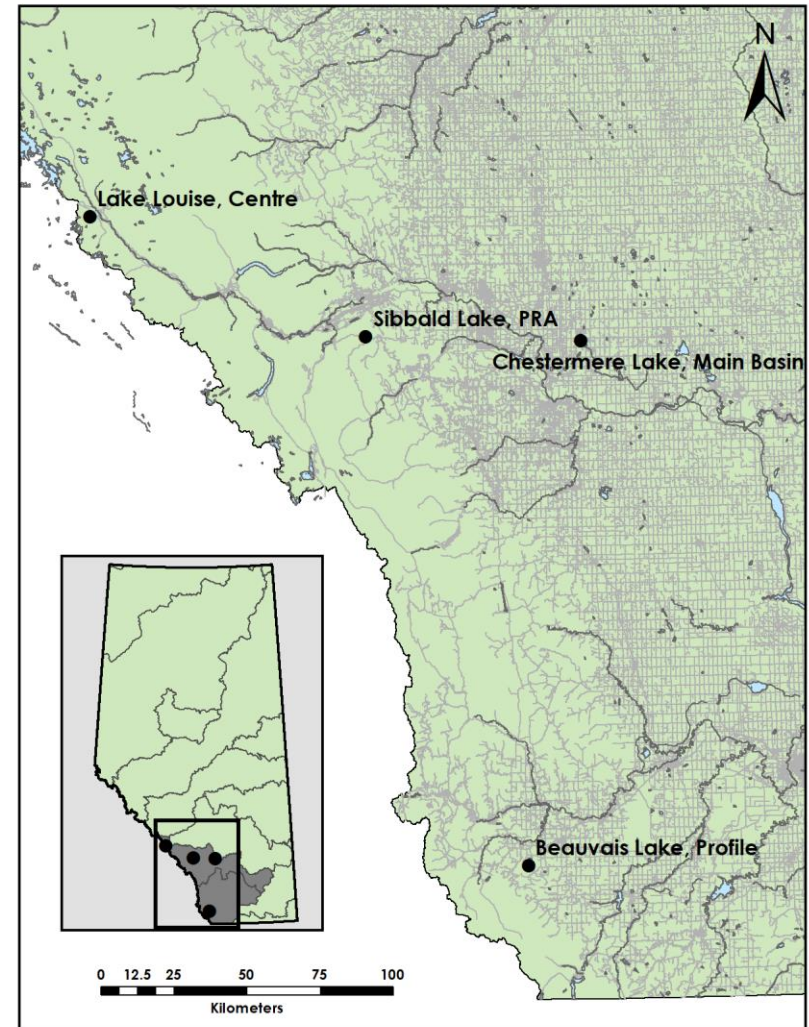 N
Lake Louise, Centre
Sibbald Lake, PRA
Chestermere Lake, Main Basin
Beauvais Lake, Profile
0 12.5 25 50 75 100
Kilometers